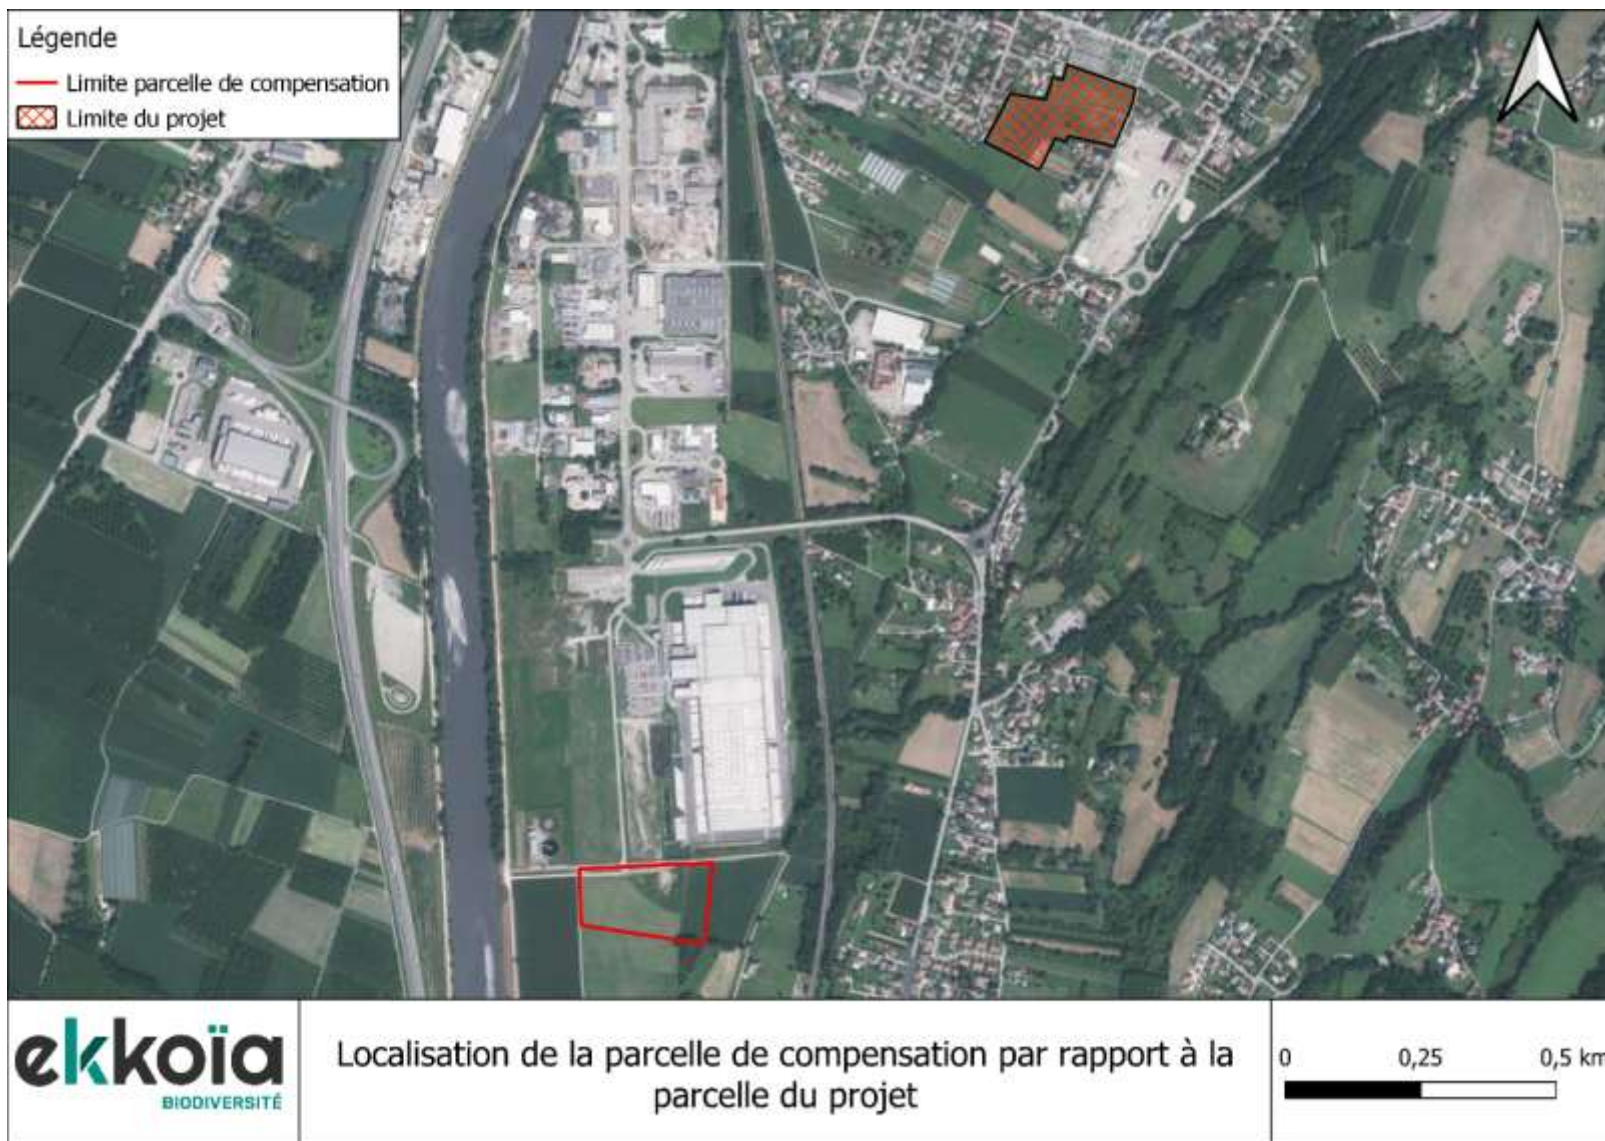 Légende
Limite parcelle de compensation
Limite du projet
ekkoïa
BIODIVERSITÉ
Localisation de la parcelle de compensation par rapport à la
parcelle du projet
0 0,25 0,5 km